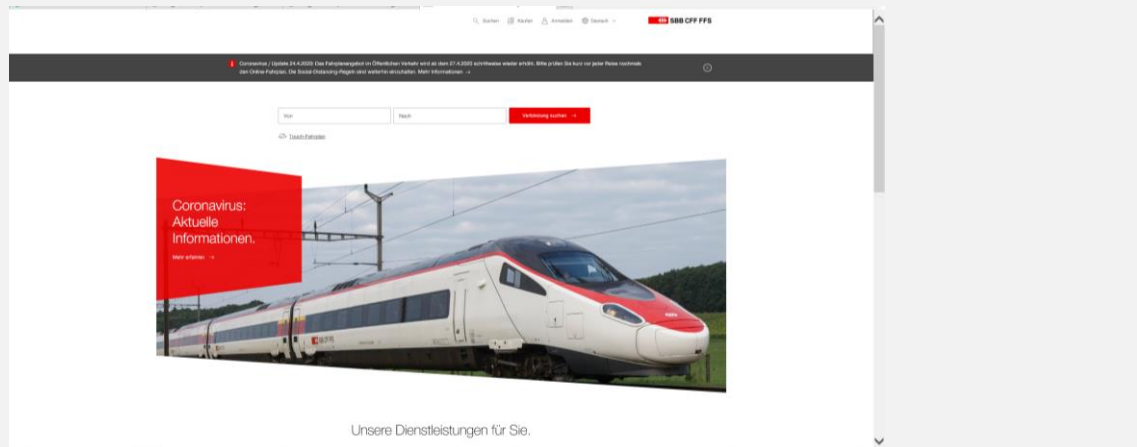 Suchen Kaufen Anmelden Deutsch SBB CFF FFS
Coronavirus / Update 24.4.2020: Das Fahrplanangebot im Öffentlichen Verkehr wird ab dem 27.4.2020 schrittweise wieder erhöht. Bitte prüfen Sie kurz vor jeder Reise nochmals
den Online-Fahrplan. Die Social-Distancing-Regeln sind weiterhin einzuhalten. Mehr Informationen →
Von Nach Verbindung suchen →
Touch-Fahrplan
Coronavirus:
Aktuelle
Informationen.
Mehr erfahren →
SBB CFF FFS
Unsere Dienstleistungen für Sie.